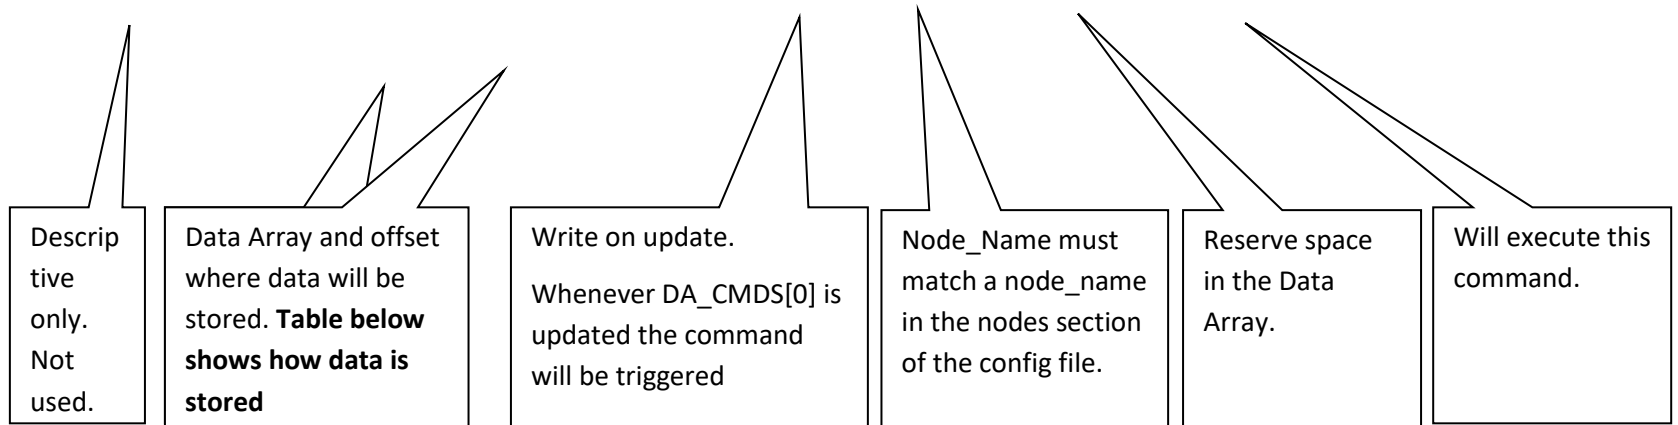 Descrip
tive
only.
Not
used.
Data Array and offset
where data will be
stored. Table below
shows how data is
stored
Write on update.
Whenever DA_CMDS[0] is
updated the command
will be triggered
Node_Name must
match a node_name
in the nodes section
of the config file.
Reserve space
in the Data
Array.
Will execute this
command.